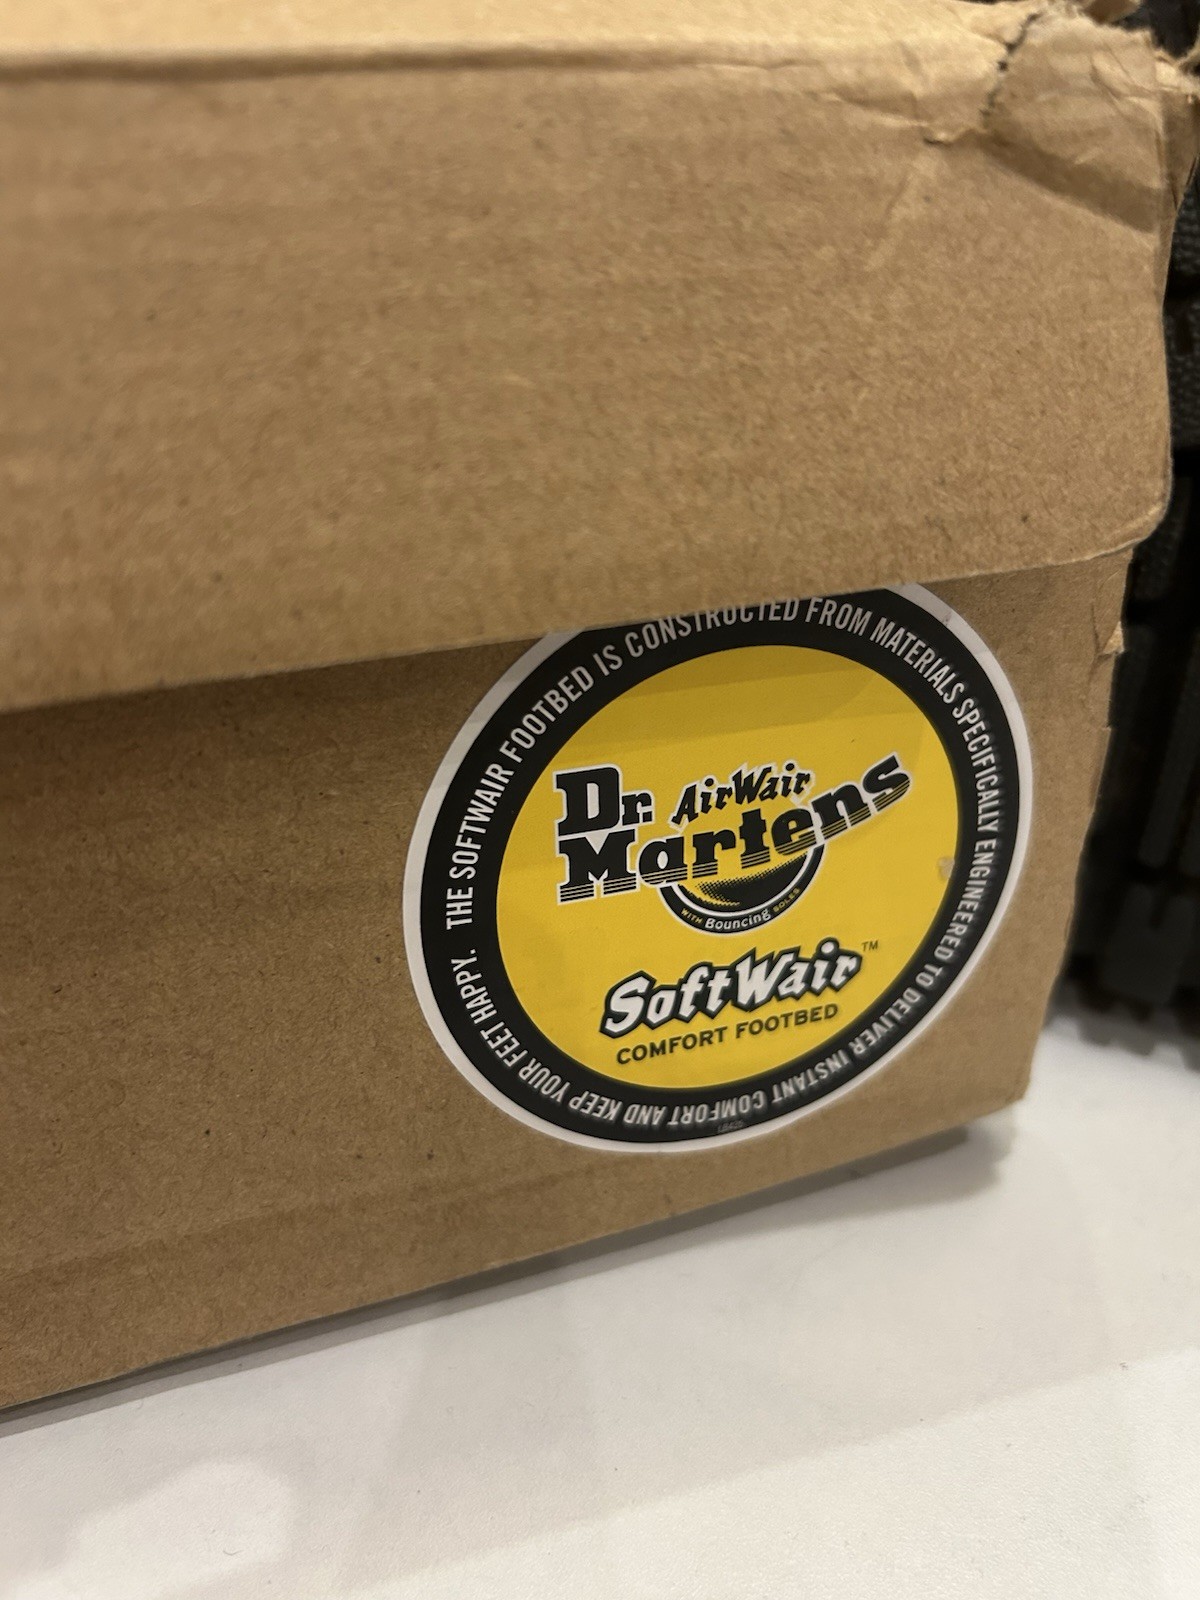 THE SOFTWAIR FOOTBED IS CONSTRUCTED FROM MATERIALS SPECIFICALLY ENGINEERED TO DELIVER INSTANT COMFORT AND KEEP YOUR FEET HAPPY.
Dr. AirWair
Martens
WITH Bouncing SOLES
SoftWair™
COMFORT FOOTBED